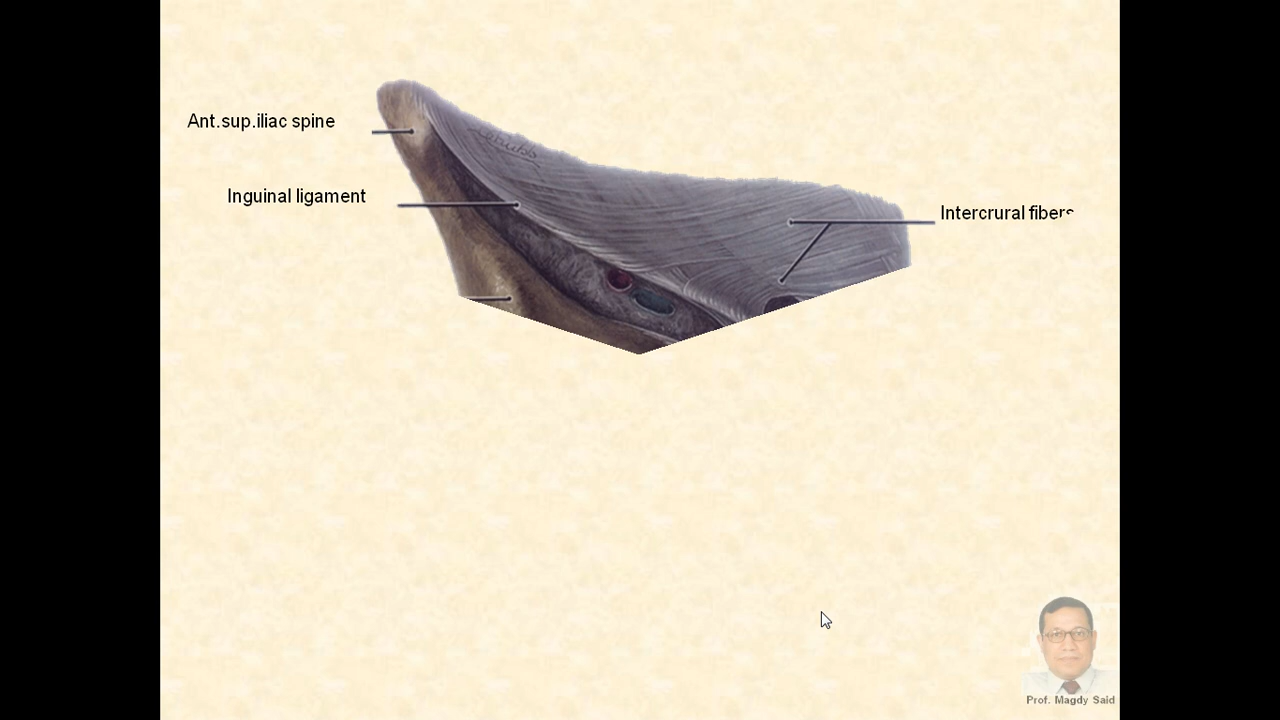 Ant.sup.iliac spine
Inguinal ligament
Intercrural fibers
Prof. Magdy Said